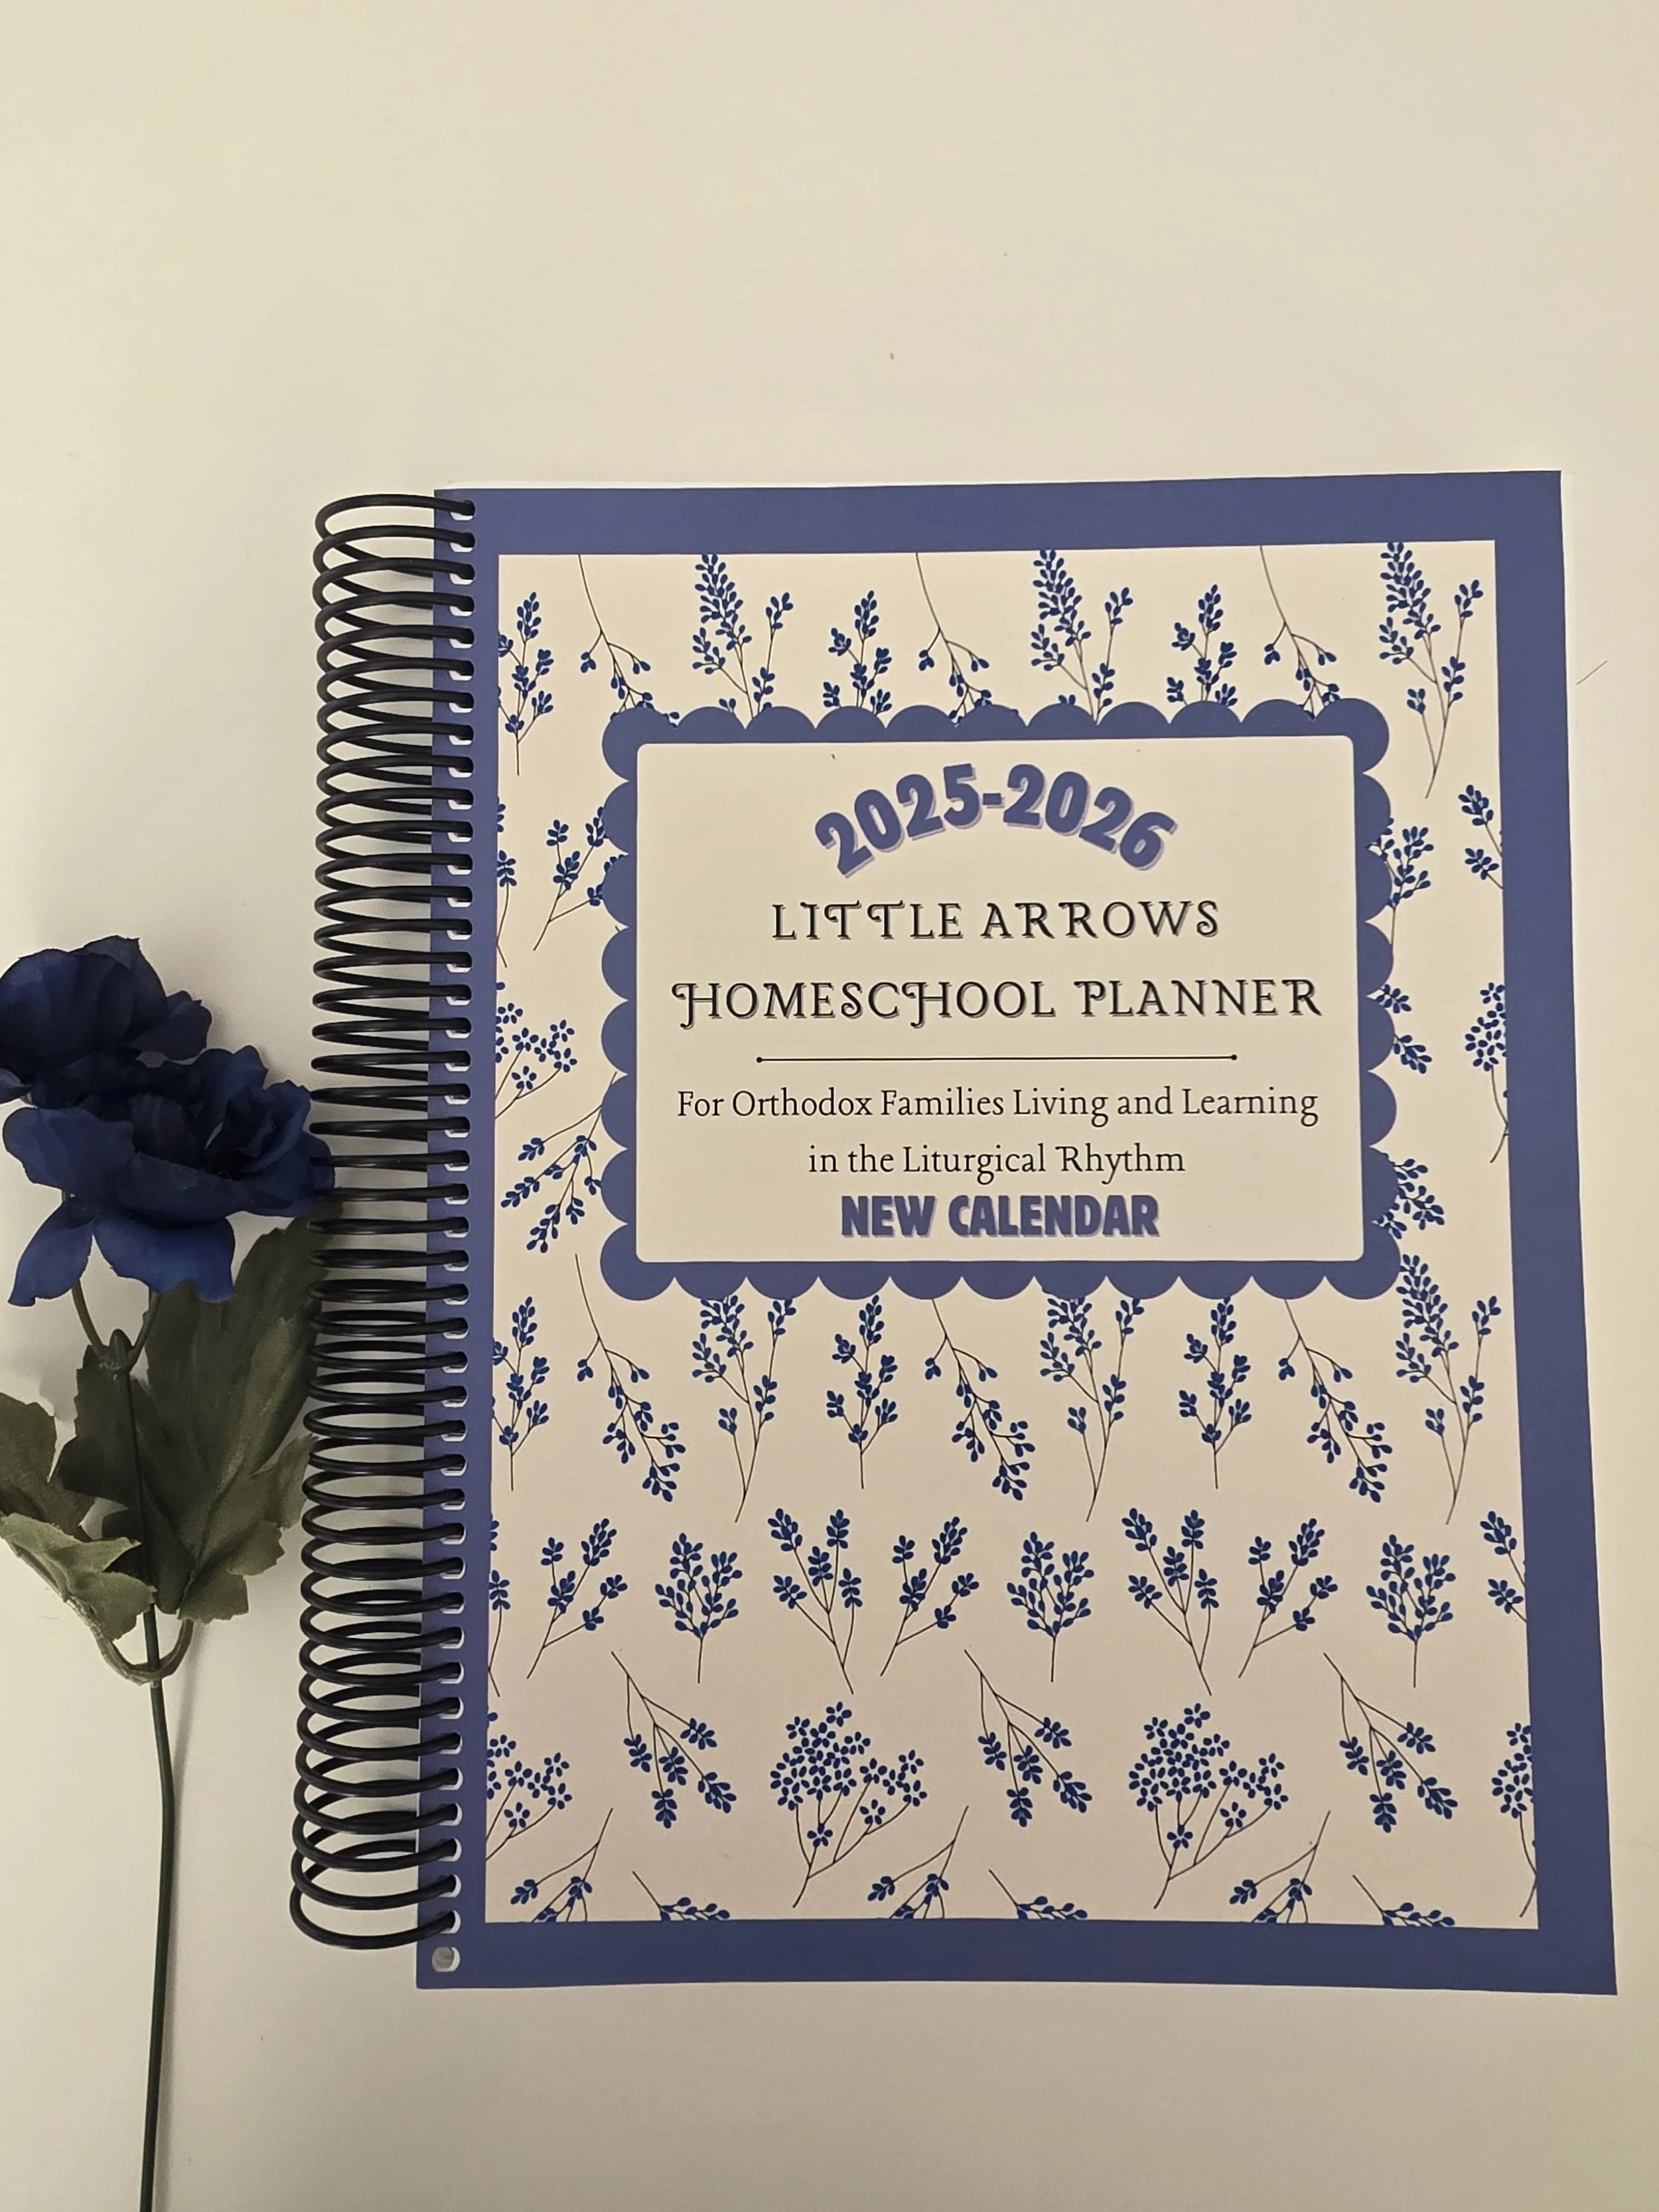 2025-2026
LITTLE ARROWS
HOMESCHOOL PLANNER
For Orthodox Families Living and Learning
in the Liturgical Rhythm
NEW CALENDAR